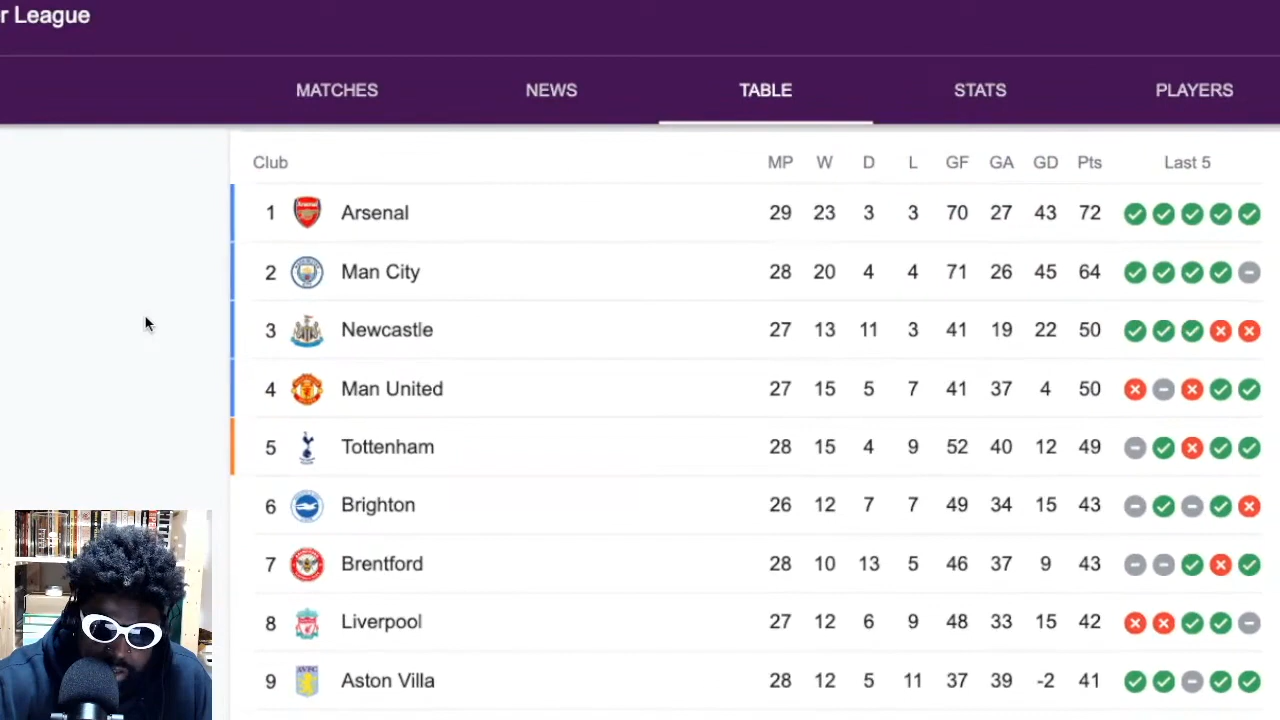 r League
MATCHES NEWS TABLE STATS PLAYERS
Club MP W D L GF GA GD Pts Last 5
1 Arsenal 29 23 3 3 70 27 43 72
2 Man City 28 20 4 4 71 26 45 64
3 Newcastle 27 13 11 3 41 19 22 50
4 Man United 27 15 5 7 41 37 4 50
5 Tottenham 28 15 4 9 52 40 12 49
6 Brighton 26 12 7 7 49 34 15 43
7 Brentford 28 10 13 5 46 37 9 43
8 Liverpool 27 12 6 9 48 33 15 42
9 Aston Villa 28 12 5 11 37 39 -2 41